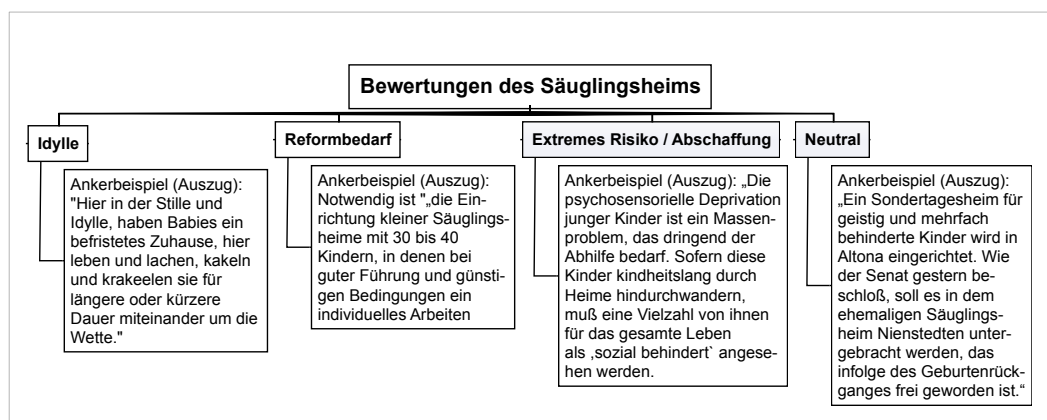 Bewertungen des Säuglingsheims
Idylle
Ankerbeispiel (Auszug):
"Hier in der Stille und
Idylle, haben Babies ein
befristetes Zuhause, hier
leben und lachen, kakeln
und krakeelen sie für
längere oder kürzere
Dauer miteinander um die
Wette."
Reformbedarf
Ankerbeispiel (Auszug):
Notwendig ist "„die Ein-
richtung kleiner Säuglings-
heime mit 30 bis 40
Kindern, in denen bei
guter Führung und günsti-
gen Bedingungen ein
individuelles Arbeiten
Extremes Risiko / Abschaffung
Ankerbeispiel (Auszug): „Die
psychosensorielle Deprivation
junger Kinder ist ein Massen-
problem, das dringend der
Abhilfe bedarf. Sofern diese
Kinder kindheitslang durch
Heime hindurchwandern,
muß eine Vielzahl von ihnen
für das gesamte Leben
als ‚sozial behindert` angese-
hen werden.
Neutral
Ankerbeispiel (Auszug):
„Ein Sondertagesheim für
geistig und mehrfach
behinderte Kinder wird in
Altona eingerichtet. Wie
der Senat gestern be-
schloß, soll es in dem
ehemaligen Säuglings-
heim Nienstedten unter-
gebracht werden, das
infolge des Geburtenrück-
ganges frei geworden ist.“